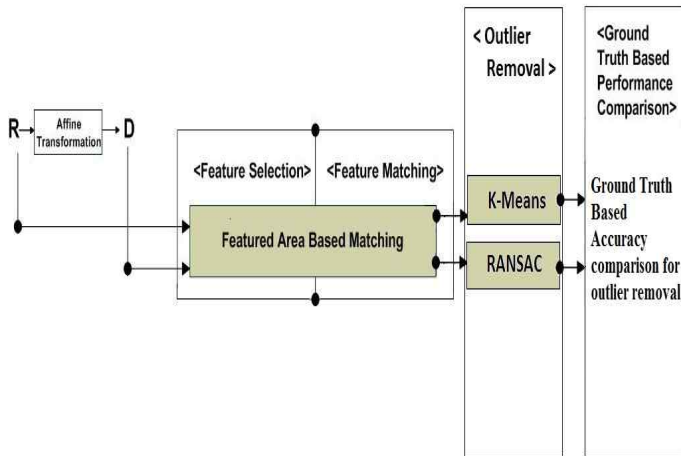 R
Affine
Transformation
D
<Feature Selection>
<Feature Matching>
Featured Area Based Matching
< Outlier
Removal >
K-Means
RANSAC
<Ground
Truth Based
Performance
Comparison>
Ground Truth
Based
Accuracy
comparison for
outlier removal